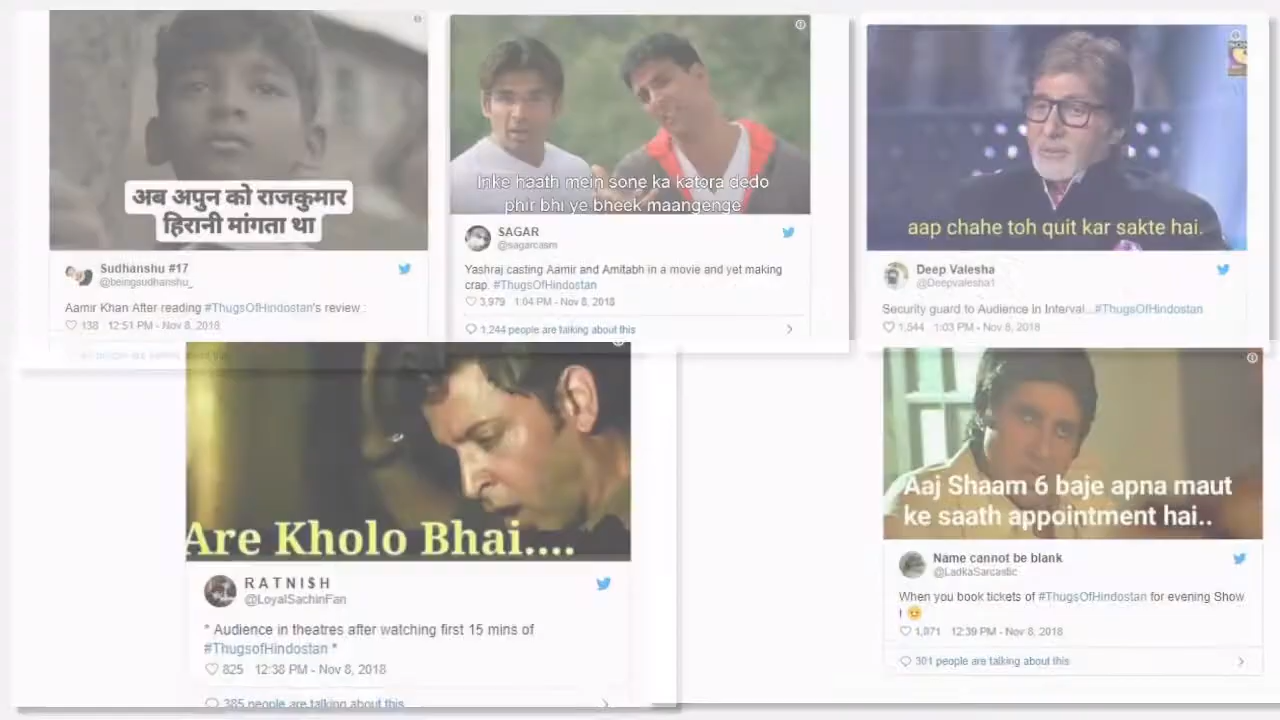 अब अपुन को राजकुमार
हिरानी मांगता था
Sudhanshu #17
@beingsudhanshu_
Aamir Khan After reading #ThugsOfHindostan's review :
138 12:51 PM - Nov 8, 2018
Inke haath mein sone ka katora dedo
phir bhi ye bheek maangenge
SAGAR
@sagarcasm
Yashraj casting Aamir and Amitabh in a movie and yet making
crap. #ThugsOfHindostan
3,979 1:04 PM - Nov 8, 2018
1,244 people are talking about this
aap chahe toh quit kar sakte hai.
Deep Valesha
@Deepvalesha1
Security guard to Audience in Interval...#ThugsOfHindostan
1,544 1:03 PM - Nov 8, 2018
Are Kholo Bhai....
R A T N I S H
@LoyalSachinFan
* Audience in theatres after watching first 15 mins of
#ThugsofHindostan *
825 12:38 PM - Nov 8, 2018
385 people are talking about this
Aaj Shaam 6 baje apna maut
ke saath appointment hai..
Name cannot be blank
@LadkaSarcastic
When you book tickets of #ThugsOfHindostan for evening Show
!
1,071 12:39 PM - Nov 8, 2018
301 people are talking about this